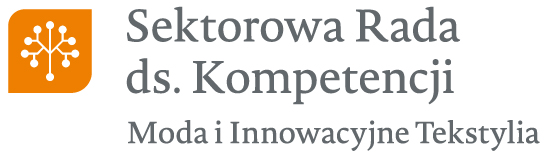 Sektorowa Rada
ds. Kompetencji
Moda i Innowacyjne Tekstylia